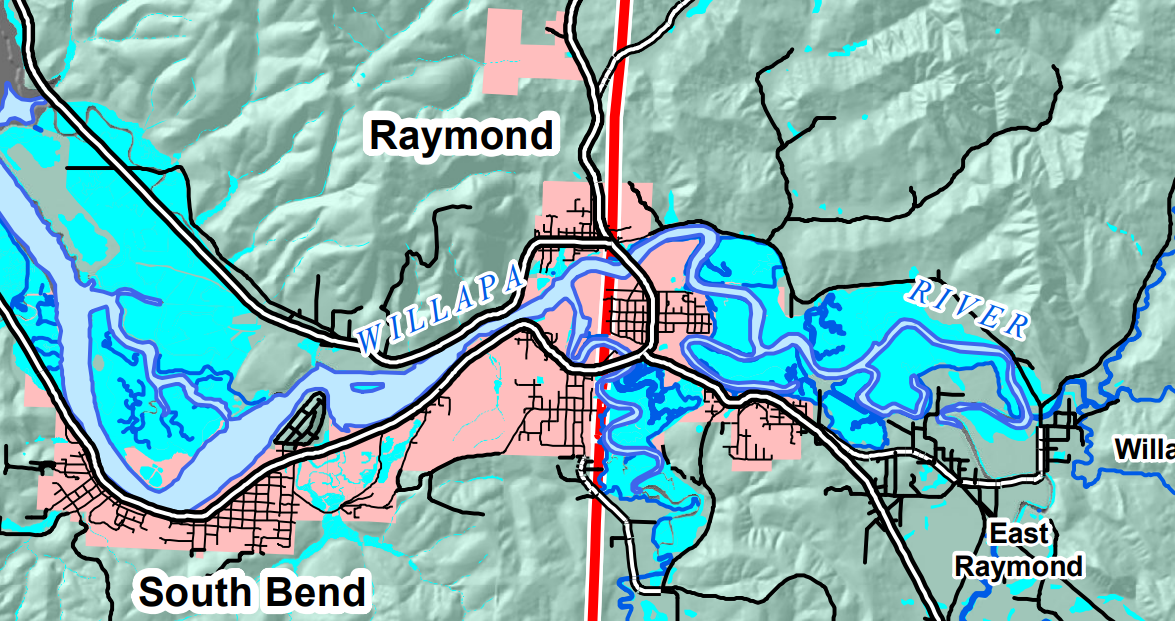 Raymond
WILLAPA
RIVER
Willa
East
Raymond
South Bend